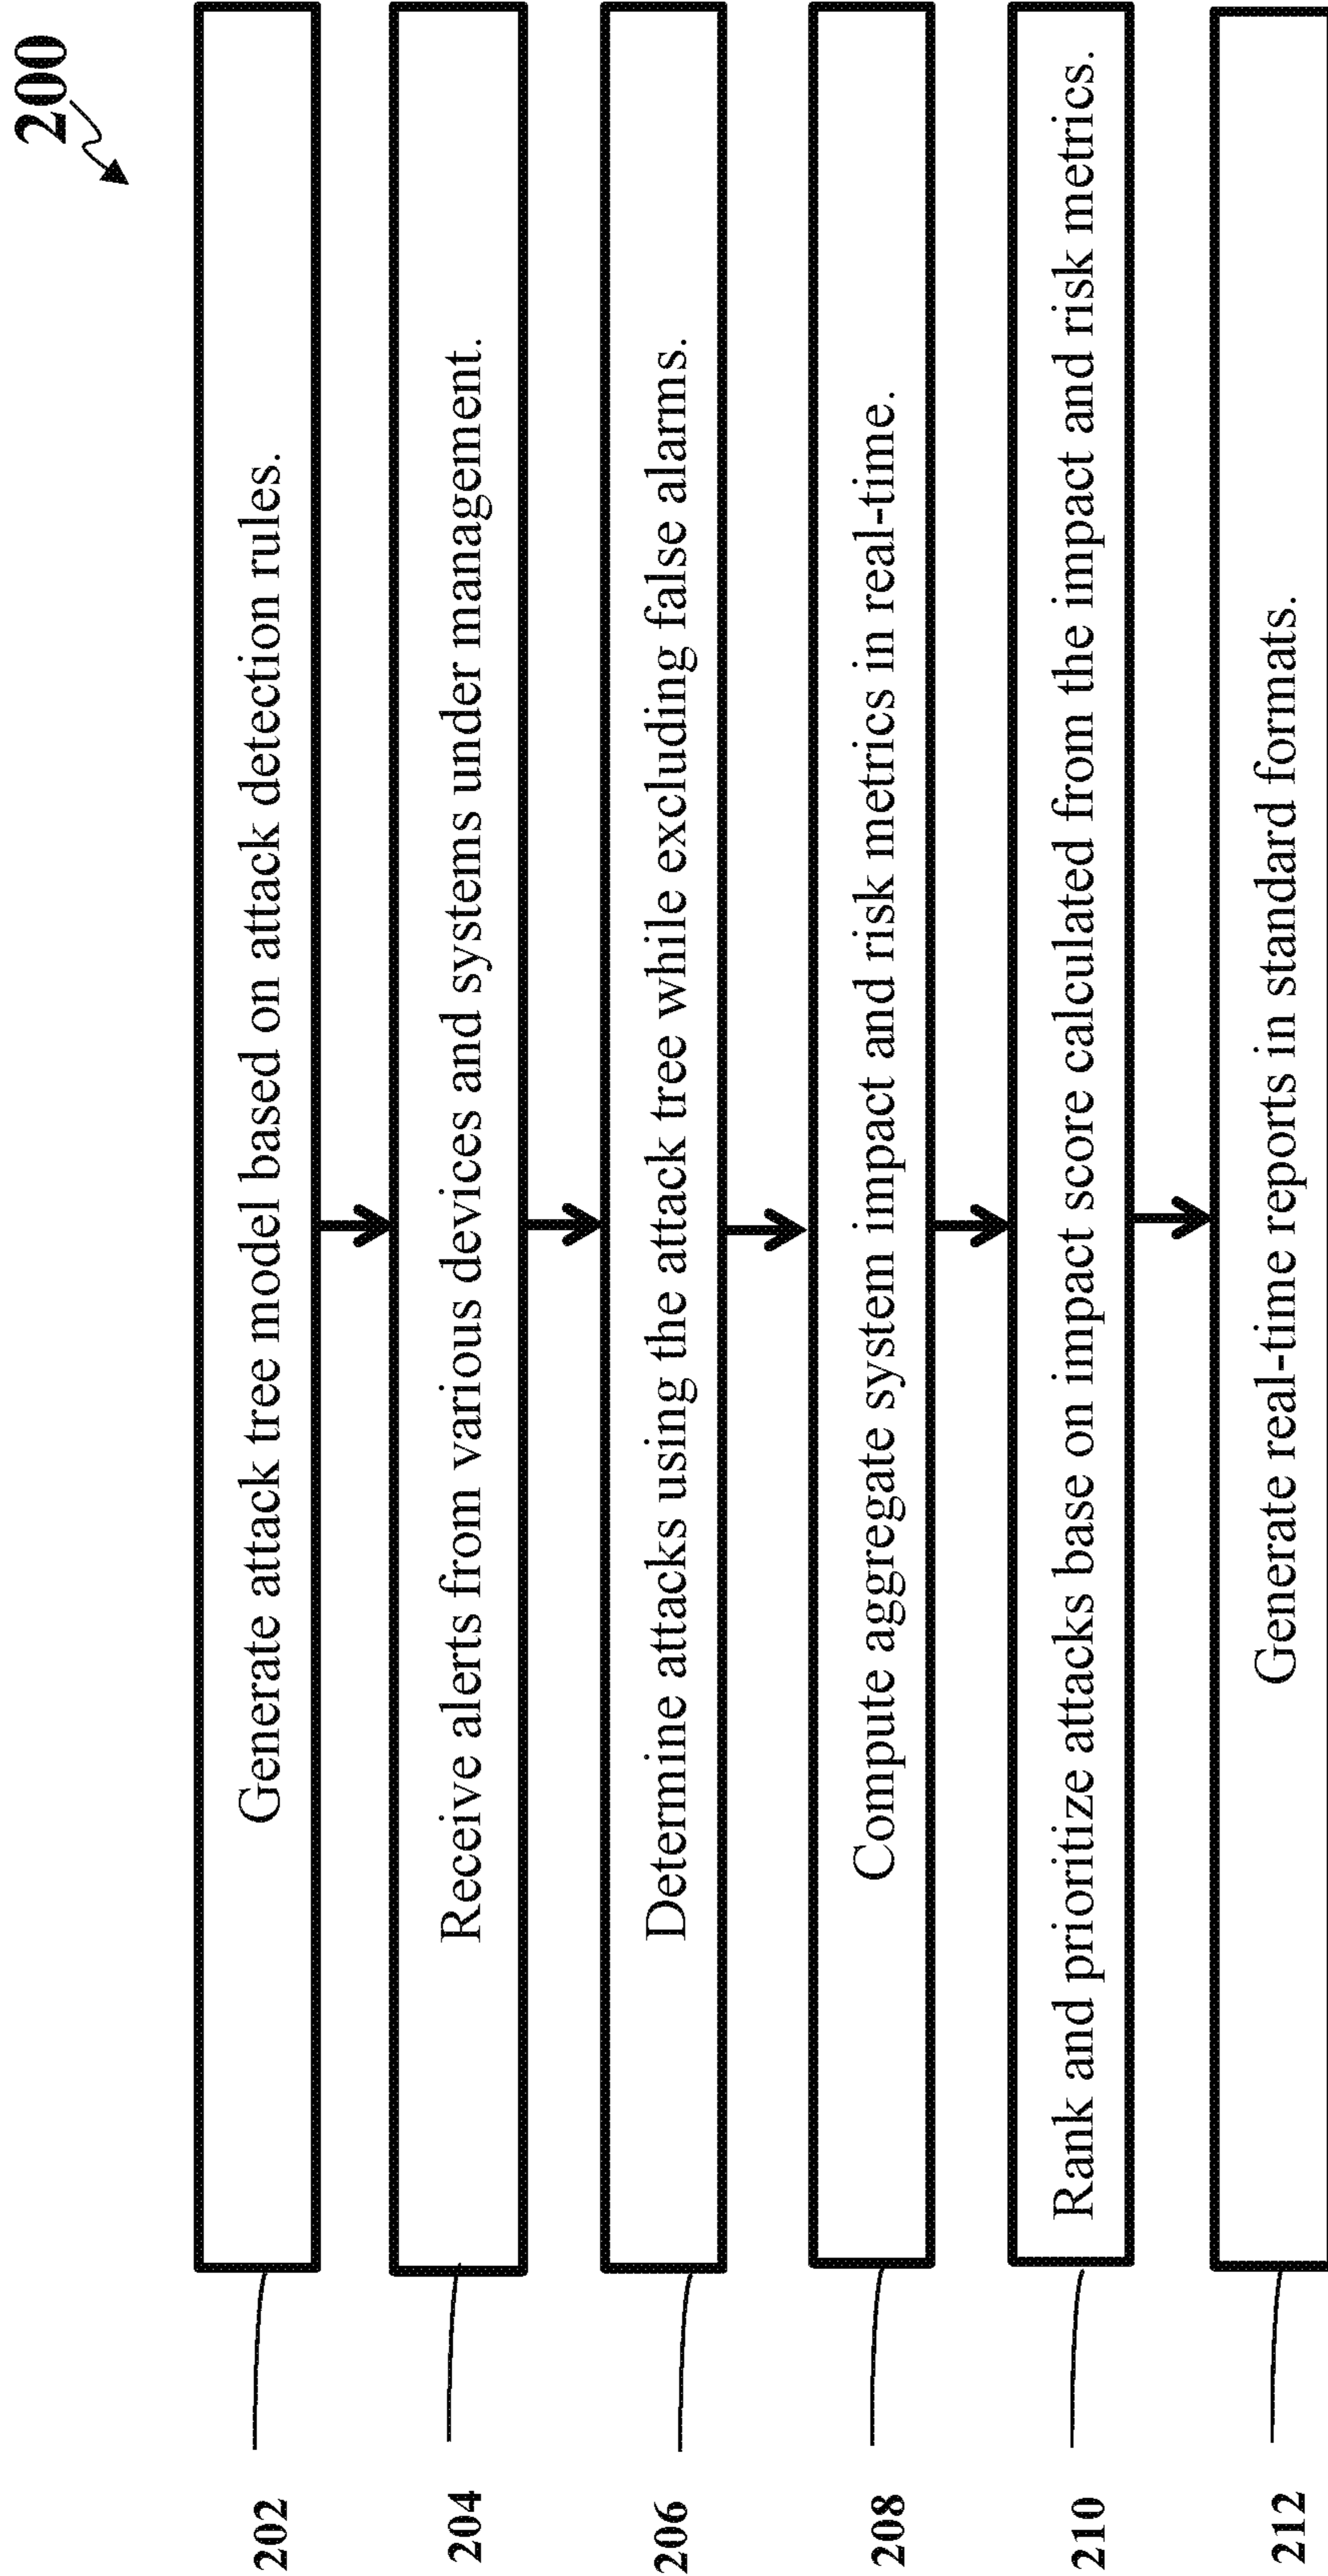 200
202
Generate attack tree model based on attack detection rules.
204
Receive alerts from various devices and systems under management.
206
Determine attacks using the attack tree while excluding false alarms.
208
Compute aggregate system impact and risk metrics in real-time.
210
Rank and prioritize attacks base on impact score calculated from the impact and risk metrics.
212
Generate real-time reports in standard formats.